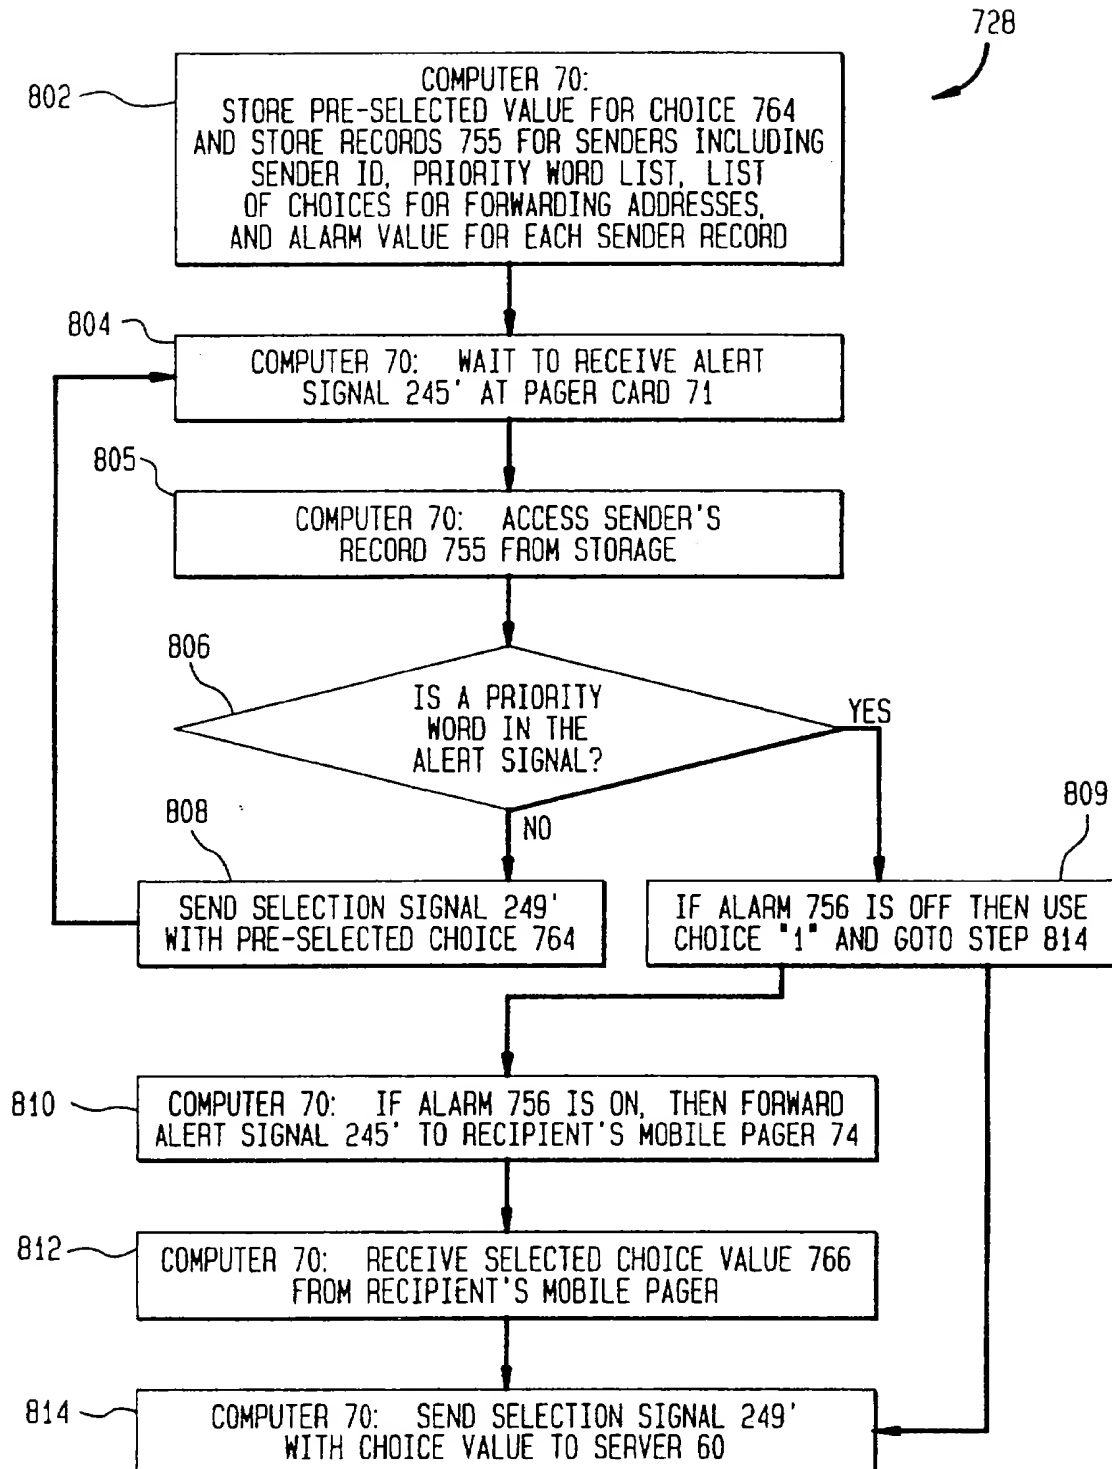 728
802
COMPUTER 70:
STORE PRE-SELECTED VALUE FOR CHOICE 764
AND STORE RECORDS 755 FOR SENDERS INCLUDING
SENDER ID, PRIORITY WORD LIST, LIST
OF CHOICES FOR FORWARDING ADDRESSES,
AND ALARM VALUE FOR EACH SENDER RECORD
804
COMPUTER 70: WAIT TO RECEIVE ALERT
SIGNAL 245' AT PAGER CARD 71
805
COMPUTER 70: ACCESS SENDER'S
RECORD 755 FROM STORAGE
806
IS A PRIORITY
WORD IN THE
ALERT SIGNAL?
YES
NO
808
SEND SELECTION SIGNAL 249'
WITH PRE-SELECTED CHOICE 764
809
IF ALARM 756 IS OFF THEN USE
CHOICE "1" AND GOTO STEP 814
810
COMPUTER 70: IF ALARM 756 IS ON, THEN FORWARD
ALERT SIGNAL 245' TO RECIPIENT'S MOBILE PAGER 74
812
COMPUTER 70: RECEIVE SELECTED CHOICE VALUE 766
FROM RECIPIENT'S MOBILE PAGER
814
COMPUTER 70: SEND SELECTION SIGNAL 249'
WITH CHOICE VALUE TO SERVER 60